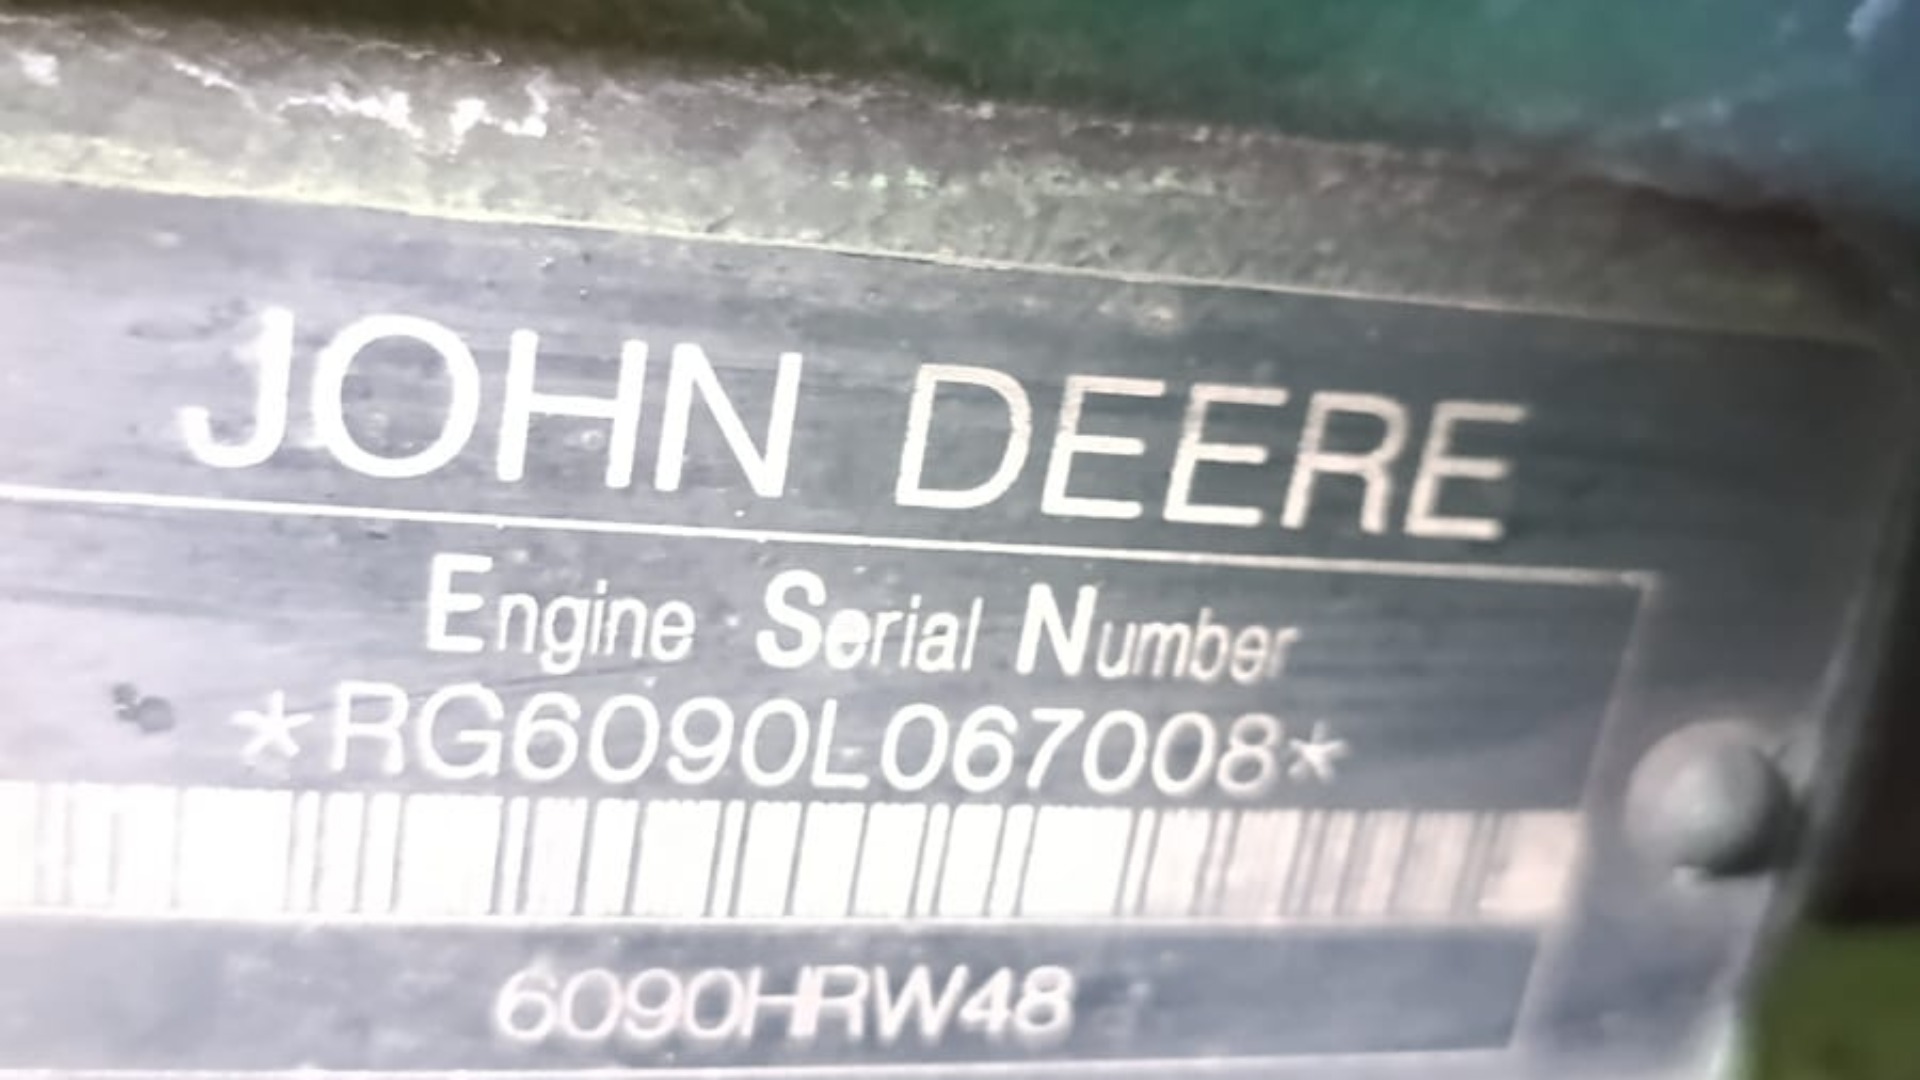 JOHN DEERE
Engine Serial Number
*RG6090L067008*
6090HRW48